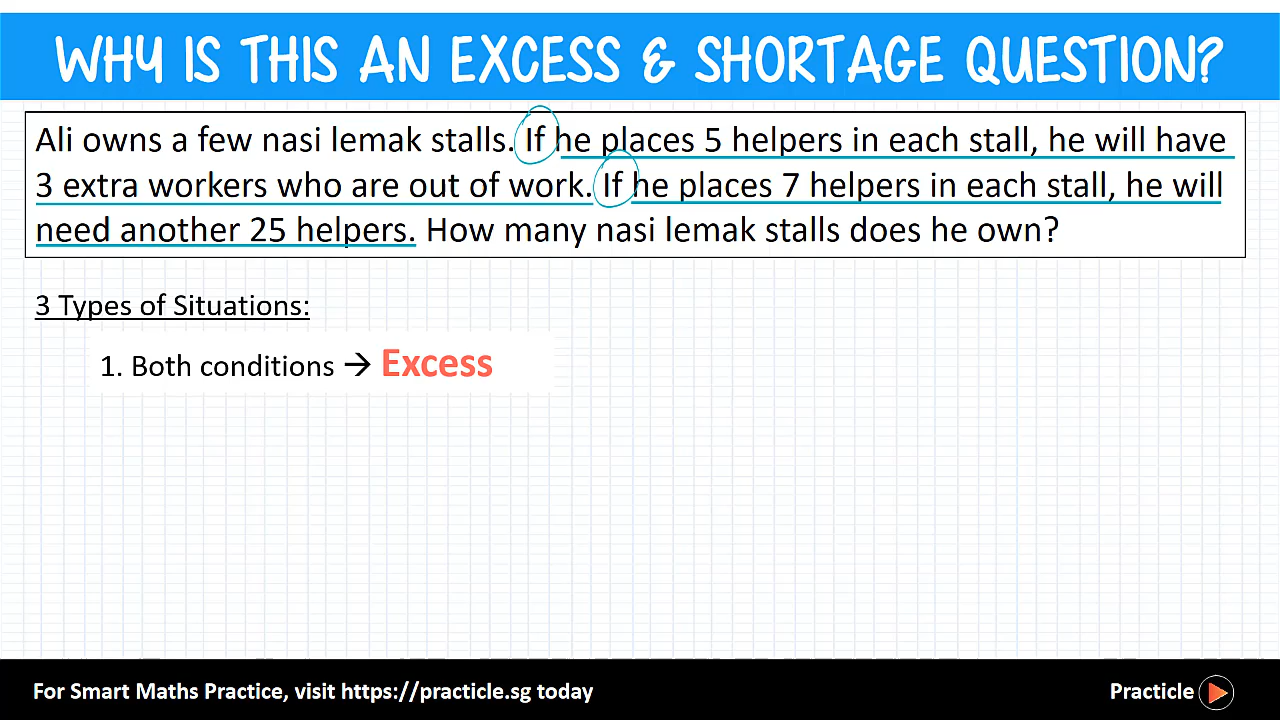 WHY IS THIS AN EXCESS & SHORTAGE QUESTION?
Ali owns a few nasi lemak stalls. If he places 5 helpers in each stall, he will have
3 extra workers who are out of work. If he places 7 helpers in each stall, he will
need another 25 helpers. How many nasi lemak stalls does he own?
3 Types of Situations:
1. Both conditions → Excess
For Smart Maths Practice, visit https://practicle.sg today
Practicle